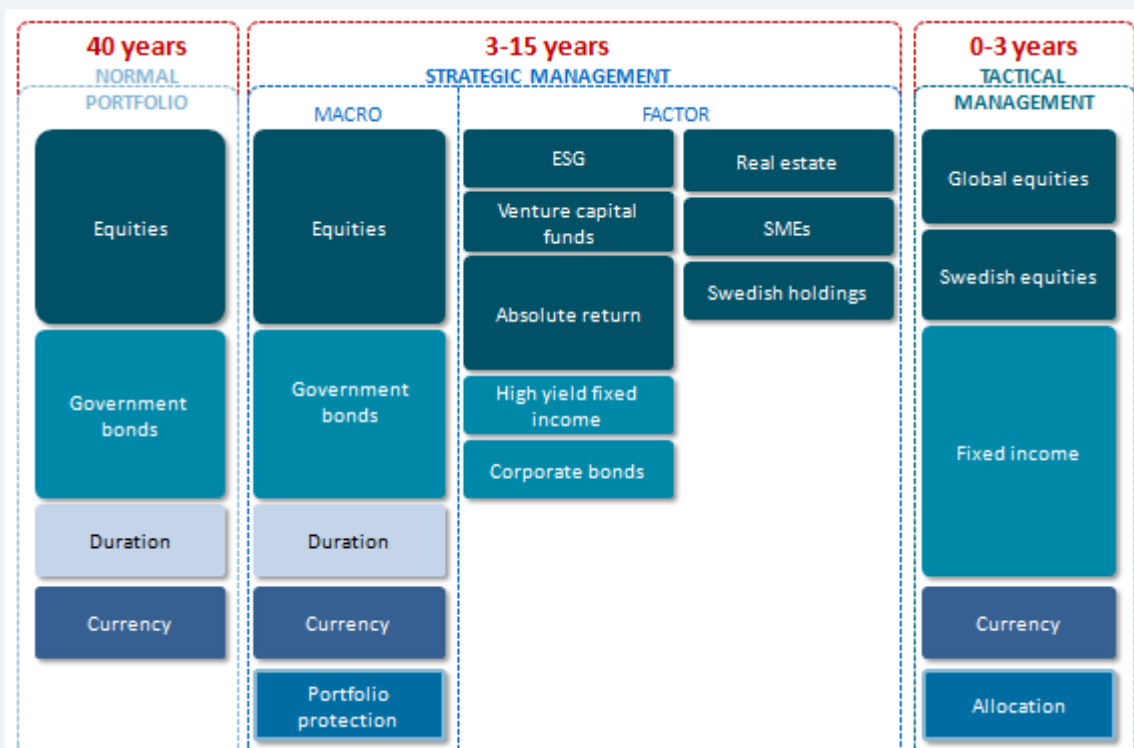 40 years
NORMAL
PORTFOLIO
Equities
Government
bonds
Duration
Currency
3-15 years
STRATEGIC MANAGEMENT
MACRO
Equities
Government
bonds
Duration
Currency
Portfolio
protection
FACTOR
ESG
Venture capital
funds
Absolute return
High yield fixed
income
Corporate bonds
Real estate
SMEs
Swedish holdings
0-3 years
TACTICAL
MANAGEMENT
Global equities
Swedish equities
Fixed income
Currency
Allocation